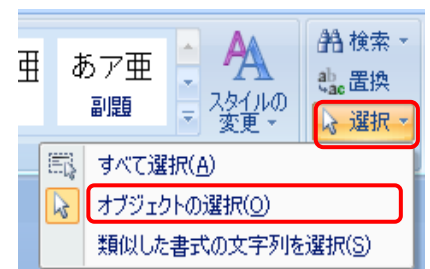 亜
あア亜
副題
スタイルの
変更
検索
置換
選択
すべて選択(A)
オブジェクトの選択(O)
類似した書式の文字列を選択(S)